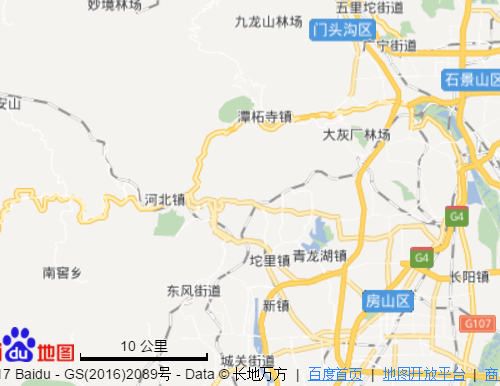 妙境林场
五里坨街道
九龙山林场
门头沟区
广宁街道
石景山区
安山
潭柘寺镇
大灰厂林场
河北镇
G4
青龙湖镇
坨里镇
G4
南窖乡
长阳镇
东风街道
新镇
房山区
G107
10 公里
地图
城关街道
17 Baidu - GS(2016)2089号 - Data © 长地万方 | 百度首页 | 地图开放平台 | 商